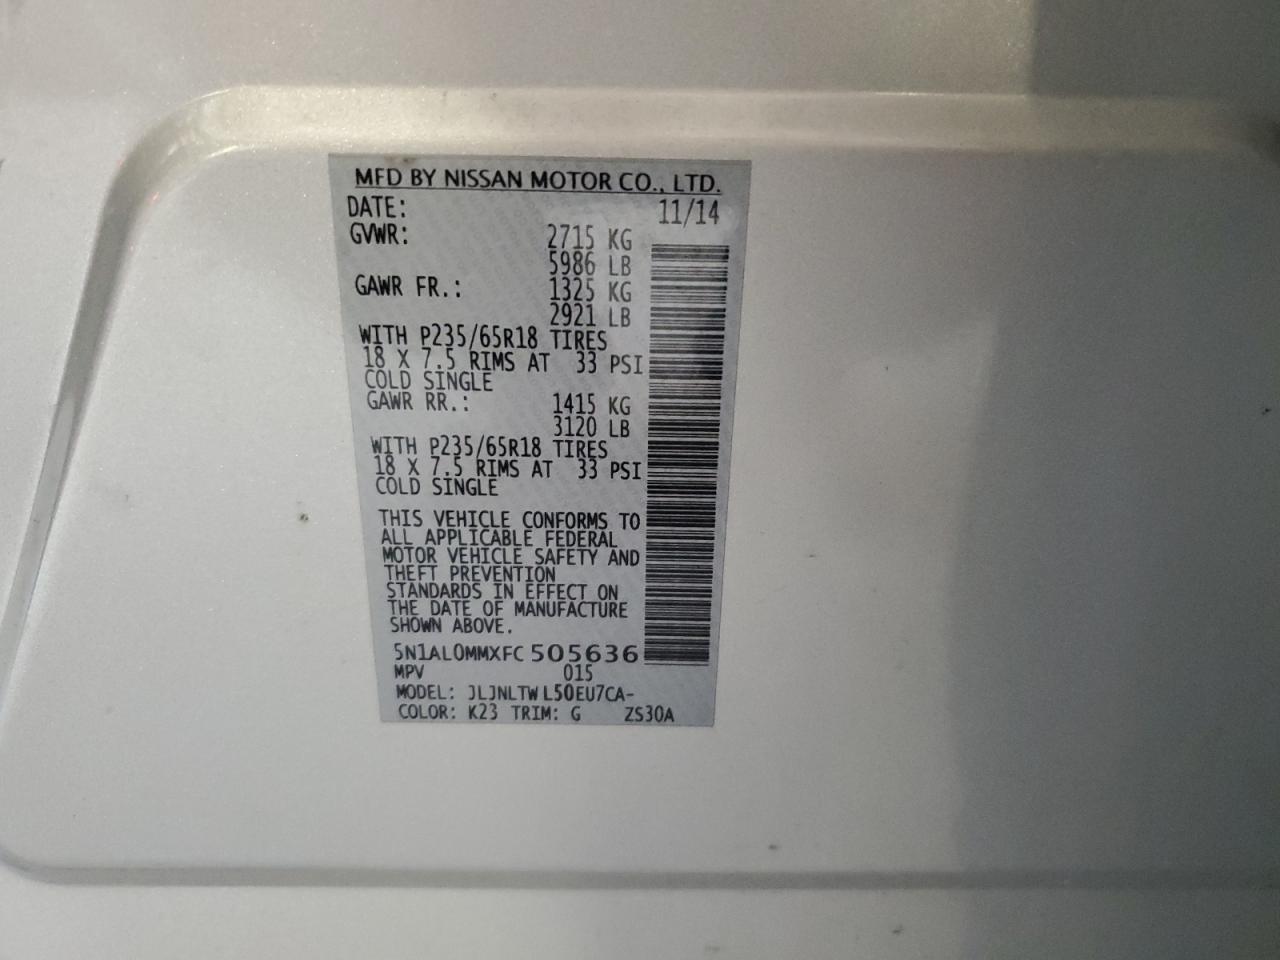 MFD BY NISSAN MOTOR CO., LTD.
DATE: 11/14
GVWR: 2715 KG
5986 LB
GAWR FR.: 1325 KG
2921 LB
WITH P235/65R18 TIRES
18 X 7.5 RIMS AT 33 PSI
COLD SINGLE
GAWR RR.: 1415 KG
3120 LB
WITH P235/65R18 TIRES
18 X 7.5 RIMS AT 33 PSI
COLD SINGLE
THIS VEHICLE CONFORMS TO
ALL APPLICABLE FEDERAL
MOTOR VEHICLE SAFETY AND
THEFT PREVENTION
STANDARDS IN EFFECT ON
THE DATE OF MANUFACTURE
SHOWN ABOVE.
5N1AL0MMXFC 505636
MPV 015
MODEL: JLJNLTW L50EU7CA-
COLOR: K23 TRIM: G ZS30A